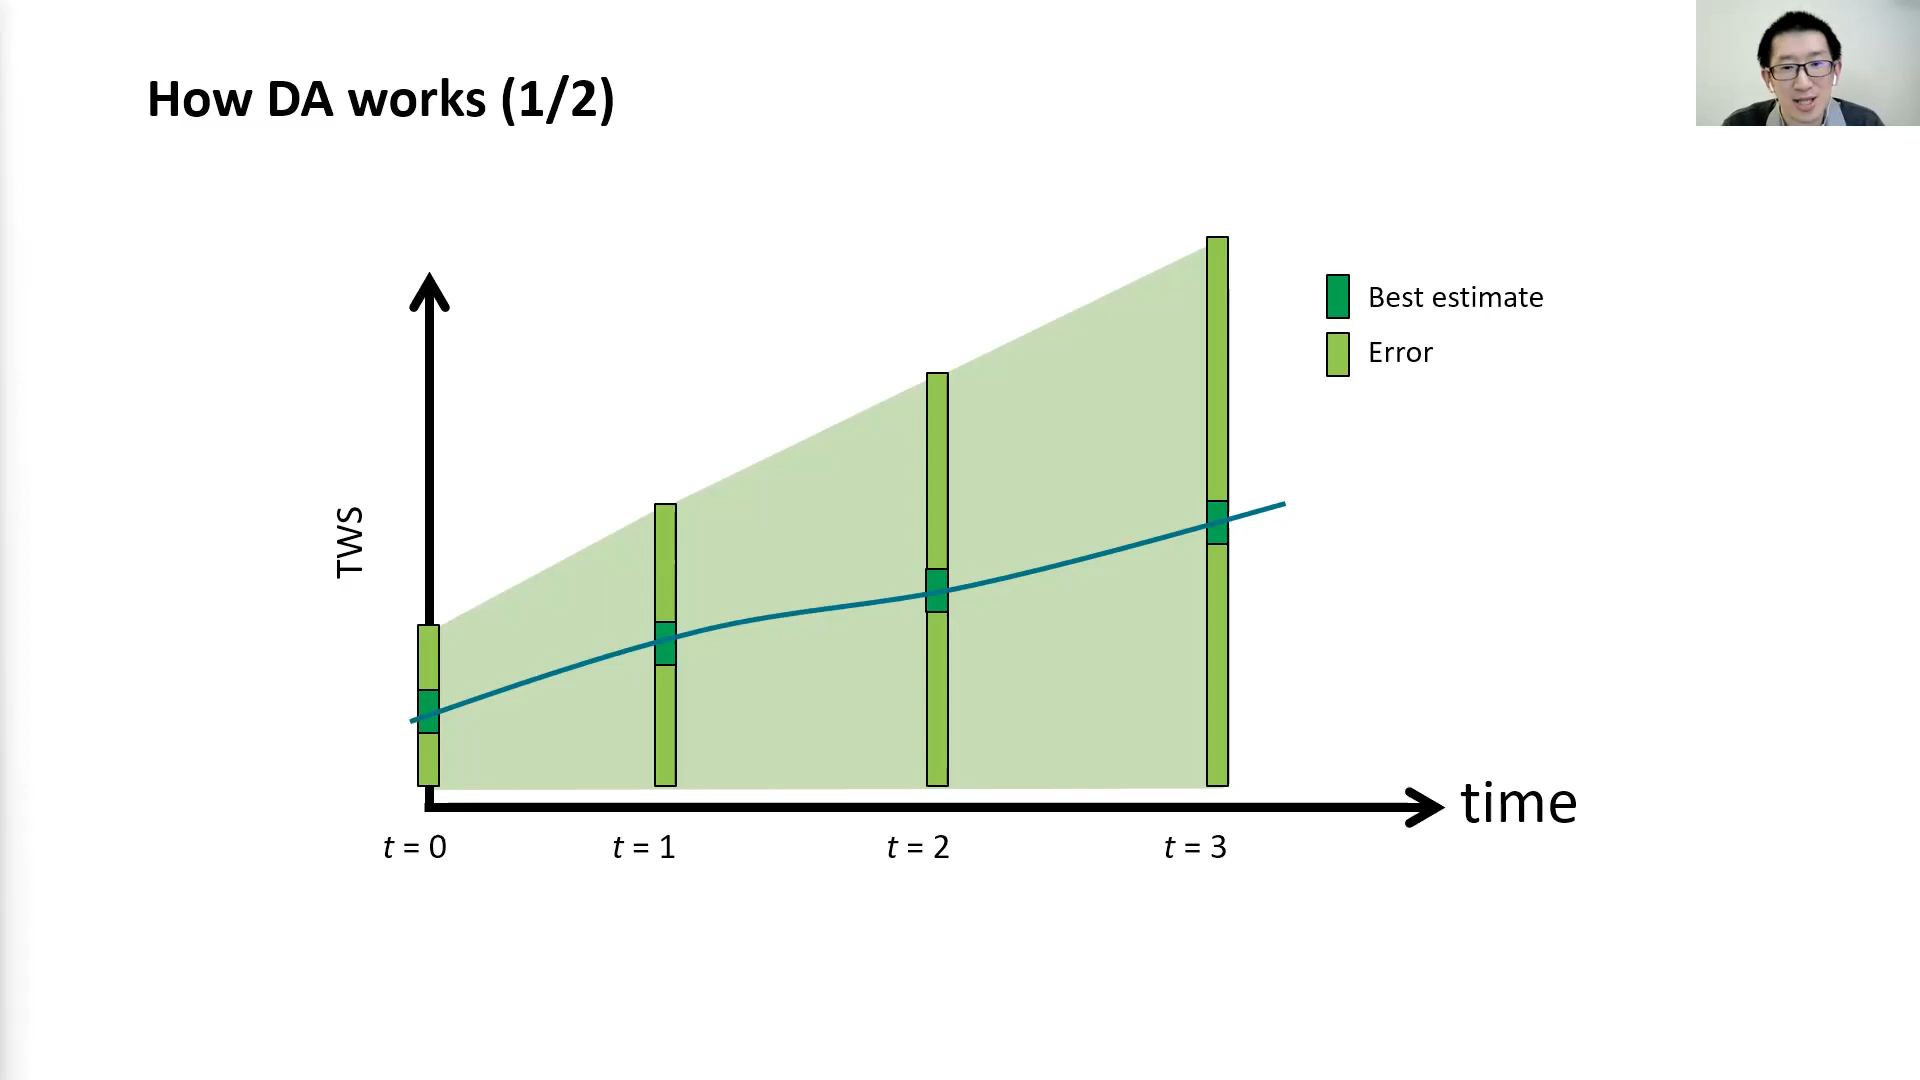 How DA works (1/2)
Best estimate
Error
TWS
time
t = 0
t = 1
t = 2
t = 3